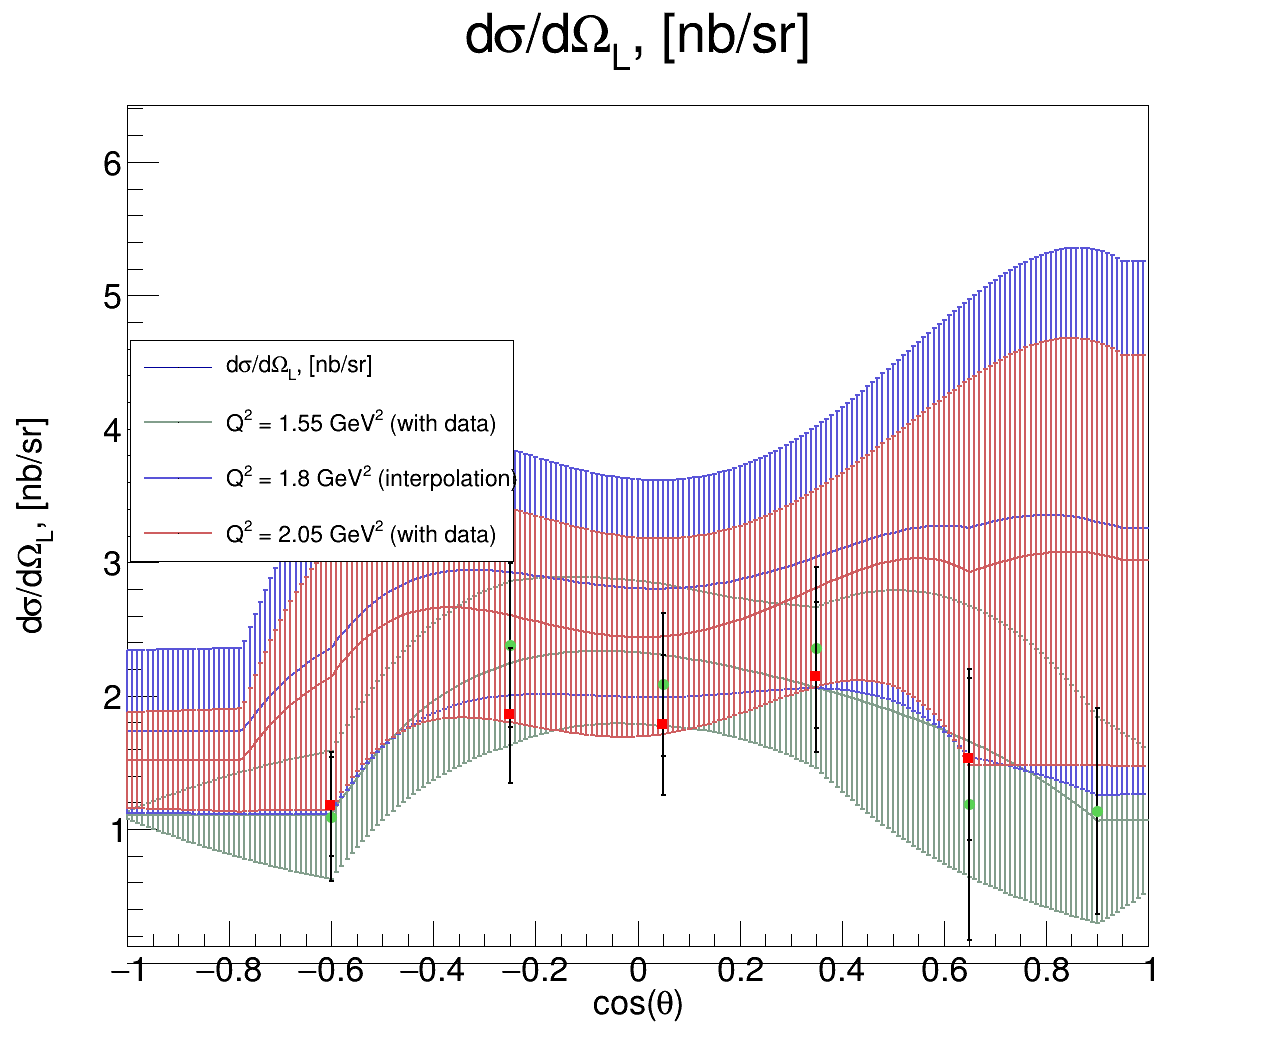 dσ/dΩL, [nb/sr]
dσ/dΩL, [nb/sr]
6
5
4
3
2
1
dσ/dΩL, [nb/sr]
Q2 = 1.55 GeV2 (with data)
Q2 = 1.8 GeV2 (interpolation)
Q2 = 2.05 GeV2 (with data)
−1 −0.8 −0.6 −0.4 −0.2 0 0.2 0.4 0.6 0.8 1
cos(θ)